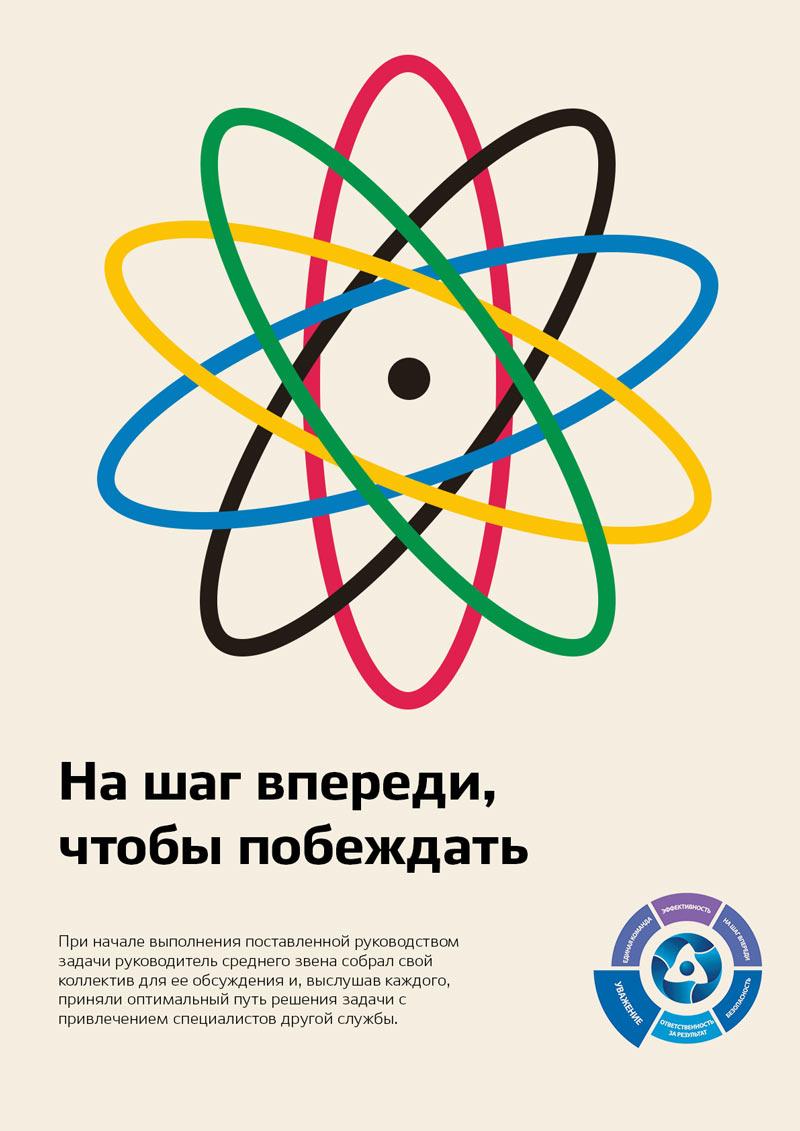 На шаг впереди,
чтобы побеждать
При начале выполнения поставленной руководством
задачи руководитель среднего звена собрал свой
коллектив для ее обсуждения и, выслушав каждого,
приняли оптимальный путь решения задачи с
привлечением специалистов другой службы.
ЕДИНАЯ КОМАНДА
ЭФФЕКТИВНОСТЬ
НА ШАГ ВПЕРЕДИ
БЕЗОПАСНОСТЬ
ОТВЕТСТВЕННОСТЬ
ЗА РЕЗУЛЬТАТ
УВАЖЕНИЕ